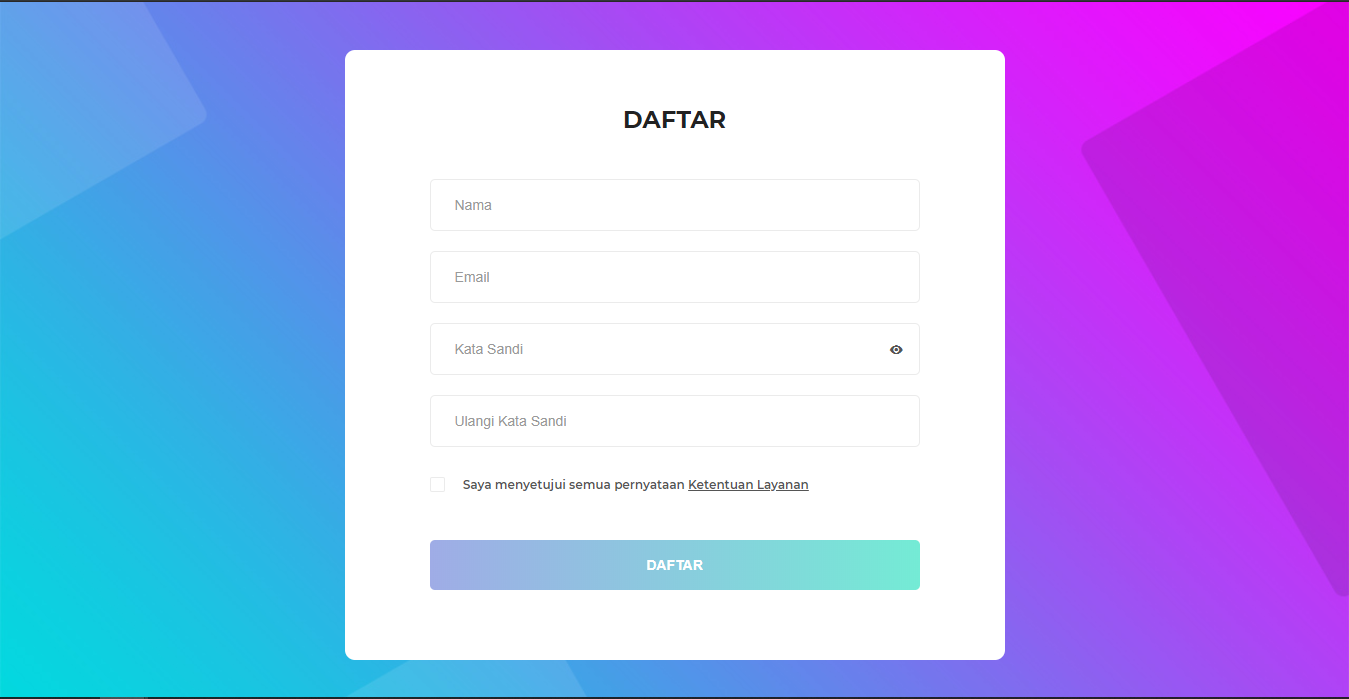 DAFTAR
Nama
Email
Kata Sandi
Ulangi Kata Sandi
Saya menyetujui semua pernyataan Ketentuan Layanan
DAFTAR